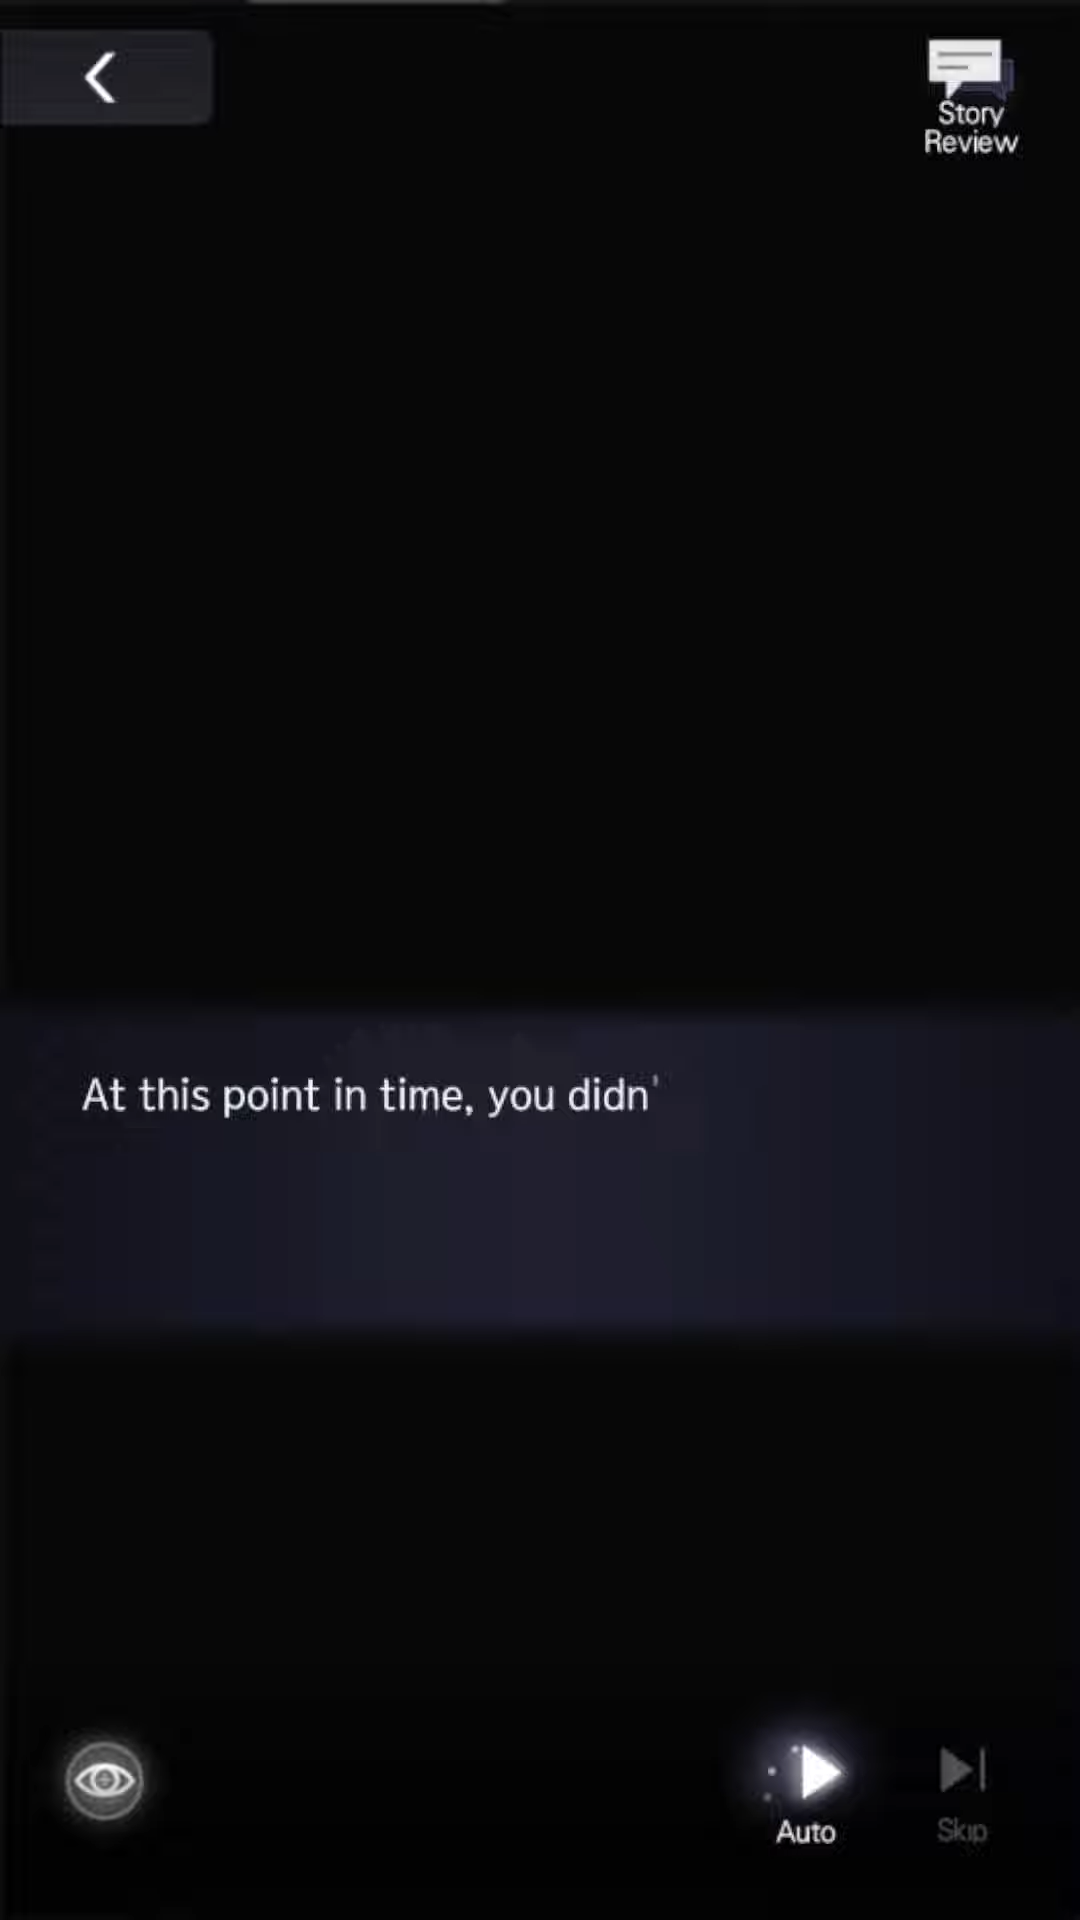 Story
Review
At this point in time, you didn'
Auto
Skip